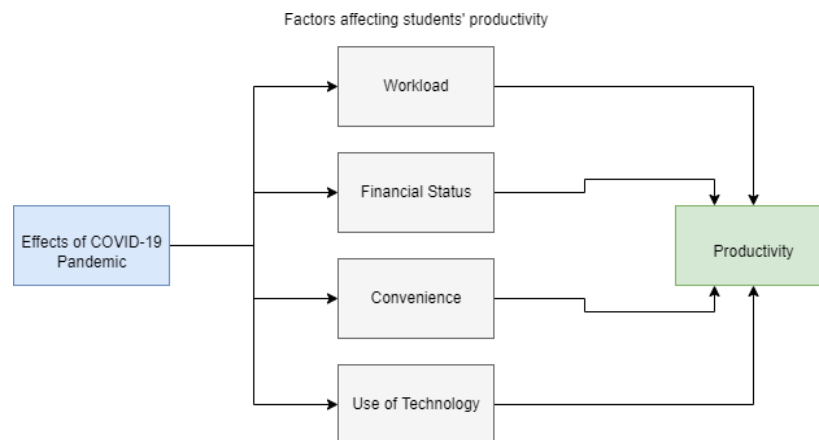 Factors affecting students' productivity
Workload
Financial Status
Effects of COVID-19
Pandemic
Productivity
Convenience
Use of Technology